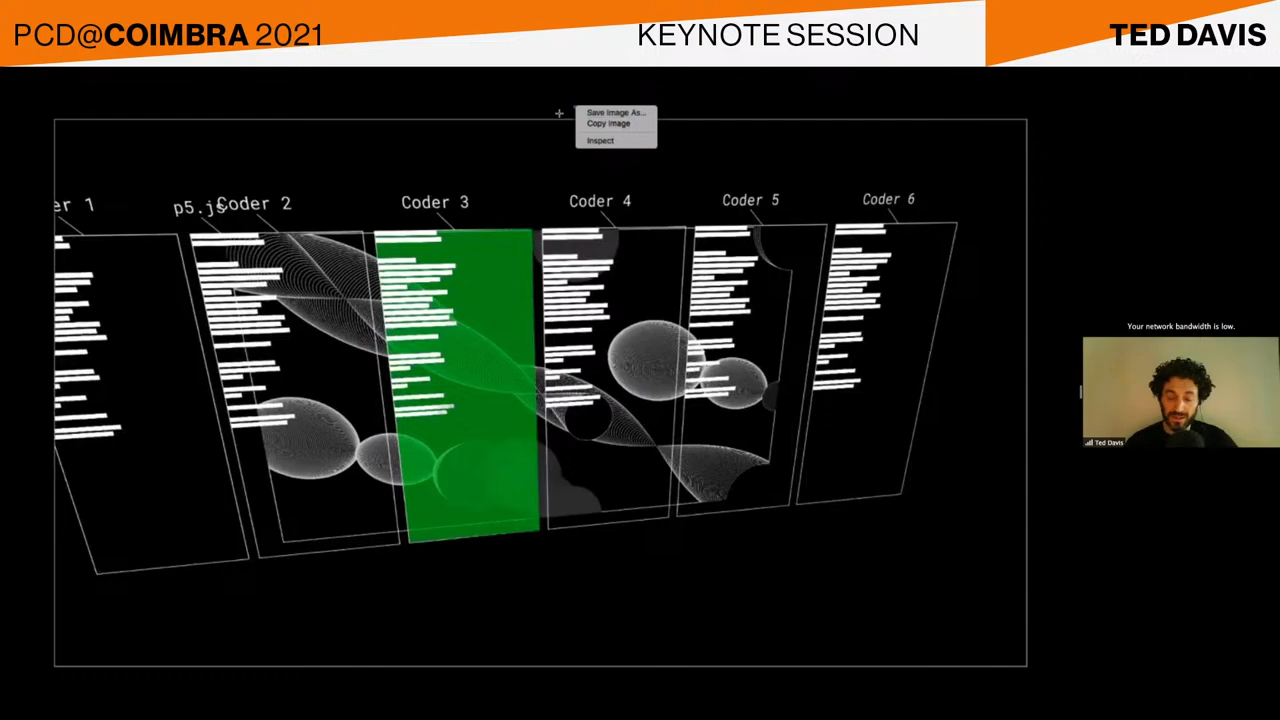 PCD@COIMBRA 2021
KEYNOTE SESSION
TED DAVIS
Save Image As...
Copy Image
Inspect
er 1
p5.js
Coder 2
Coder 3
Coder 4
Coder 5
Coder 6
Your network bandwidth is low.
Ted Davis